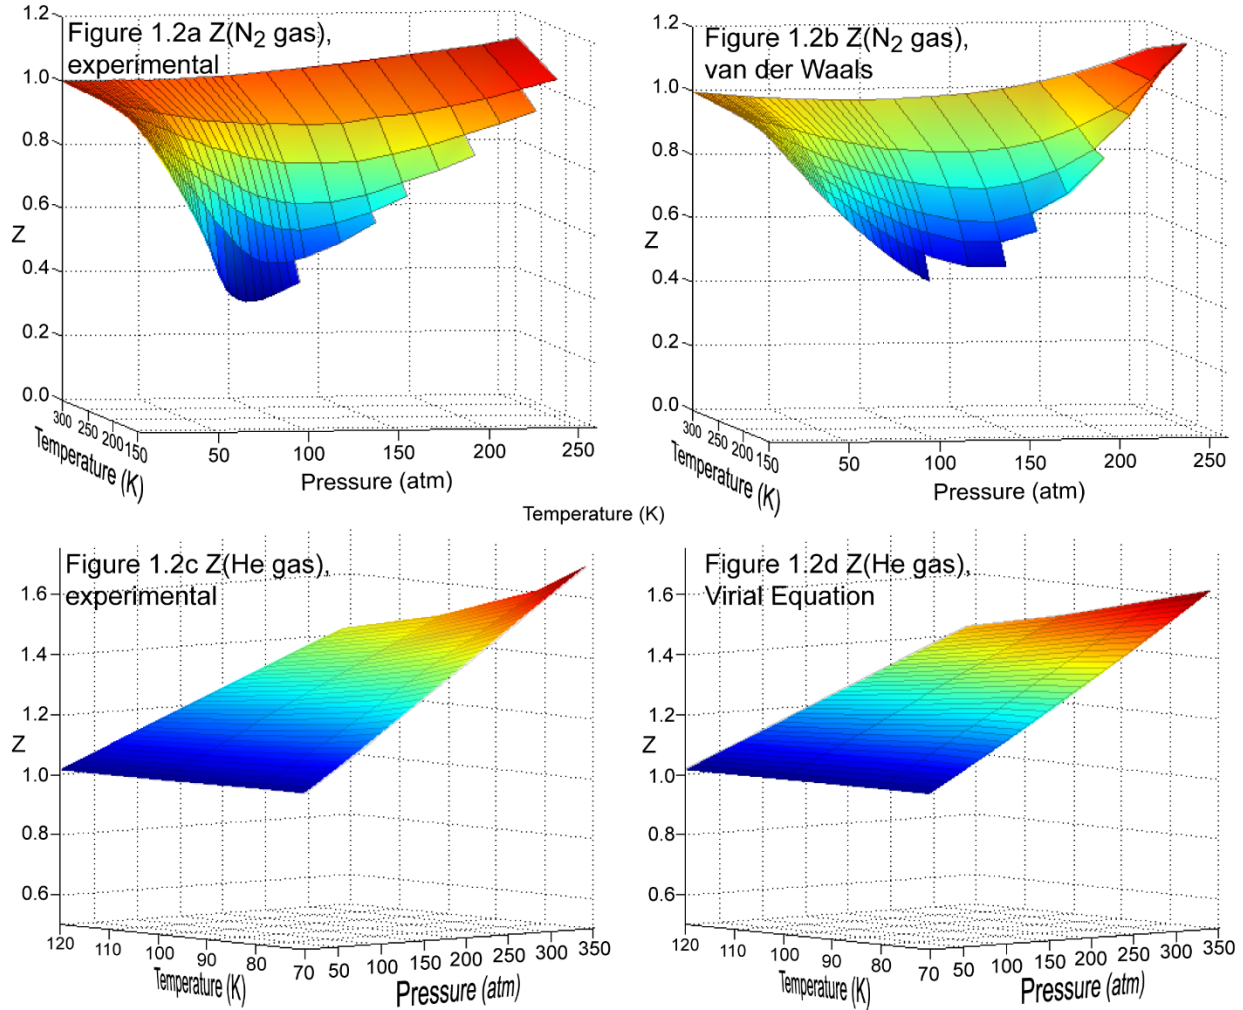 Figure 1.2a Z(N2 gas),
experimental
1.2
1.0
0.8
0.6
Z
0.4
0.2
0.0
300 250 200 150
Temperature (K)
50 100 150 200 250
Pressure (atm)
Figure 1.2b Z(N2 gas),
van der Waals
1.2
1.0
0.8
0.6
Z
0.4
0.2
0.0
300 250 200 150
Temperature (K)
50 100 150 200 250
Pressure (atm)
Temperature (K)
Figure 1.2c Z(He gas),
experimental
1.6
1.4
1.2
Z
1.0
0.8
0.6
120 110 100 90 80 70
Temperature (K)
50 100 150 200 250 300 350
Pressure (atm)
Figure 1.2d Z(He gas),
Virial Equation
1.6
1.4
1.2
Z
1.0
0.8
0.6
120 110 100 90 80 70
Temperature (K)
50 100 150 200 250 300 350
Pressure (atm)